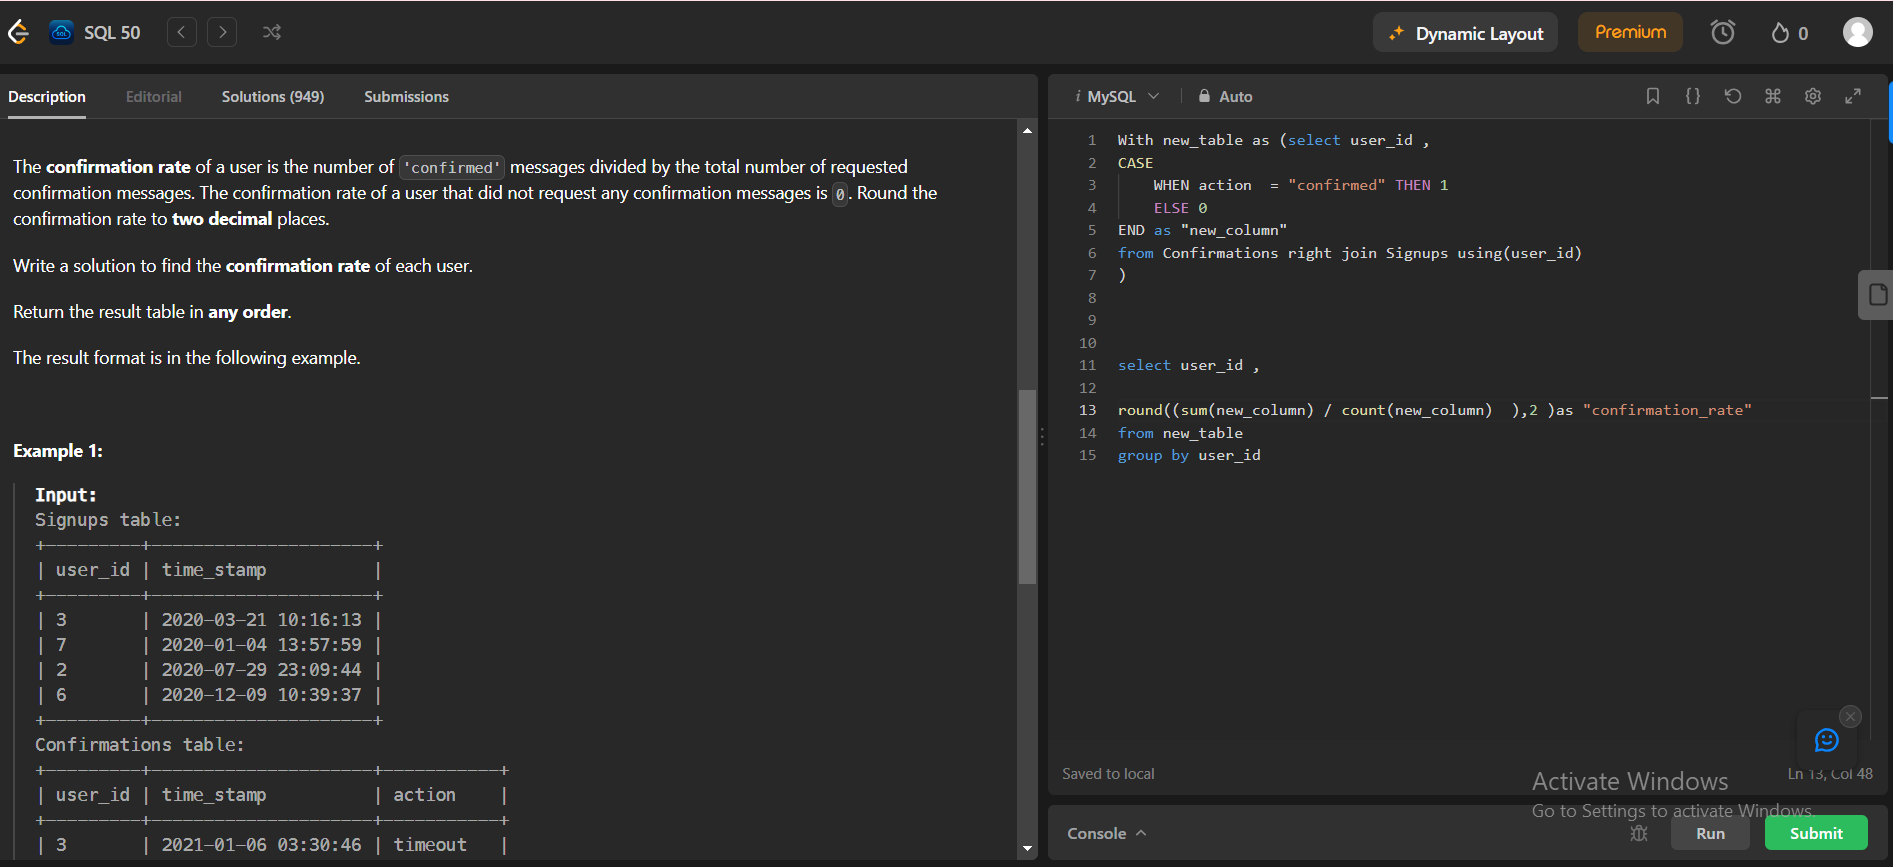 SQL 50
Dynamic Layout
Premium
0
Description
Editorial
Solutions (949)
Submissions
The confirmation rate of a user is the number of 'confirmed' messages divided by the total number of requested
confirmation messages. The confirmation rate of a user that did not request any confirmation messages is 0. Round the
confirmation rate to two decimal places.
Write a solution to find the confirmation rate of each user.
Return the result table in any order.
The result format is in the following example.
Example 1:
Input:
Signups table:
+---------+---------------------+
| user_id | time_stamp          |
+---------+---------------------+
| 3       | 2020-03-21 10:16:13 |
| 7       | 2020-01-04 13:57:59 |
| 2       | 2020-07-29 23:09:44 |
| 6       | 2020-12-09 10:39:37 |
+---------+---------------------+
Confirmations table:
+---------+---------------------+-----------+
| user_id | time_stamp          | action    |
+---------+---------------------+-----------+
| 3       | 2021-01-06 03:30:46 | timeout   |
i MySQL
Auto
{}
1 With new_table as (select user_id ,
2 CASE
3     WHEN action  = "confirmed" THEN 1
4     ELSE 0
5 END as "new_column"
6 from Confirmations right join Signups using(user_id)
7 )
8
9
10
11 select user_id ,
12
13 round((sum(new_column) / count(new_column)  ),2 )as "confirmation_rate"
14 from new_table
15 group by user_id
Saved to local
Ln 13, Col 48
Activate Windows
Go to Settings to activate Windows.
Console
Run
Submit